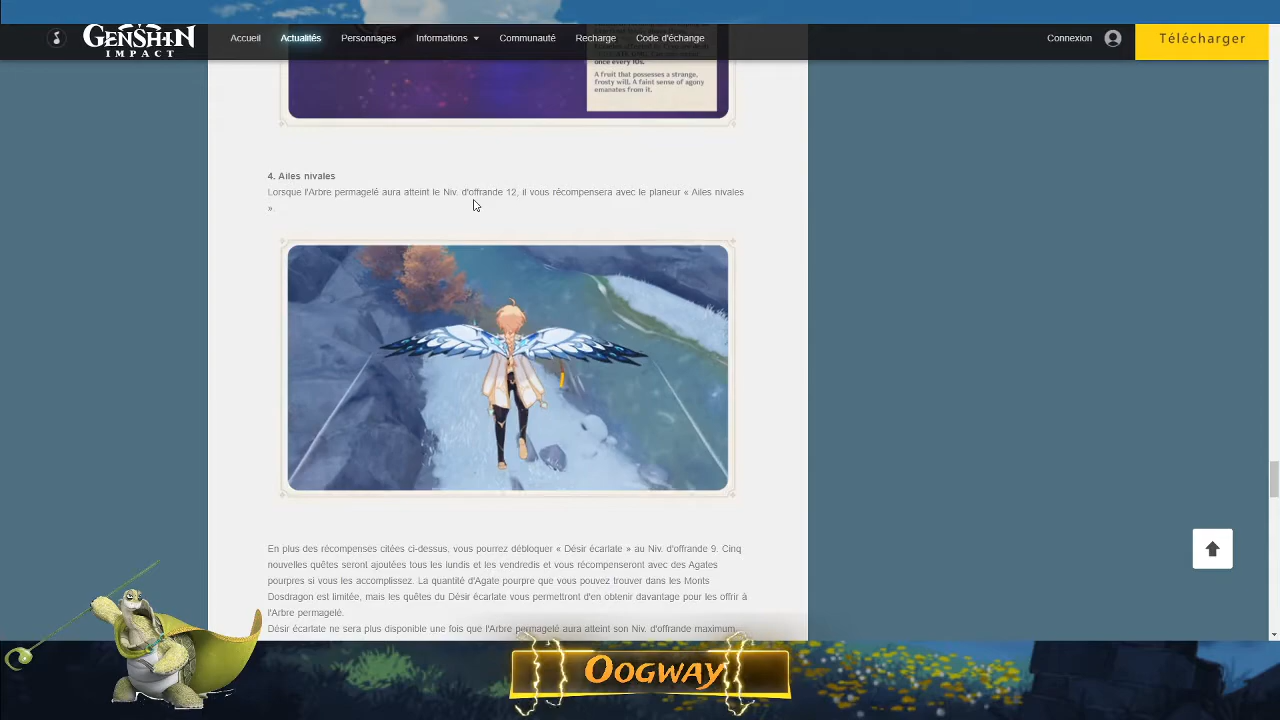 GENSHIN
IMPACT
Accueil Actualités Personages Informations Communauté Recharge Code d'échange Connexion Télécharger
once every 10s.
A fruit that possesses a strange,
frosty will. A faint sense of agony
emanates from it.
4. Ailes nivales
Lorsque l'Arbre permagelé aura atteint le Niv. d'offrande 12, il vous récompensera avec le planeur « Ailes nivales
».
En plus des récompenses citées ci-dessus, vous pourrez débloquer « Désir écarlate » au Niv. d'offrande 9. Cinq
nouvelles quêtes seront ajoutées tous les lundis et les vendredis et vous récompenseront avec des Agates
pourpres si vous les accomplissez. La quantité d'Agate pourpre que vous pouvez trouver dans les Monts
Dosdragon est limitée, mais les quêtes du Désir écarlate vous permettront d'en obtenir davantage pour les offrir à
l'Arbre permagelé.
Désir écarlate ne sera plus disponible une fois que l'Arbre permagelé aura atteint son Niv. d'offrande maximum.
OOGWAY